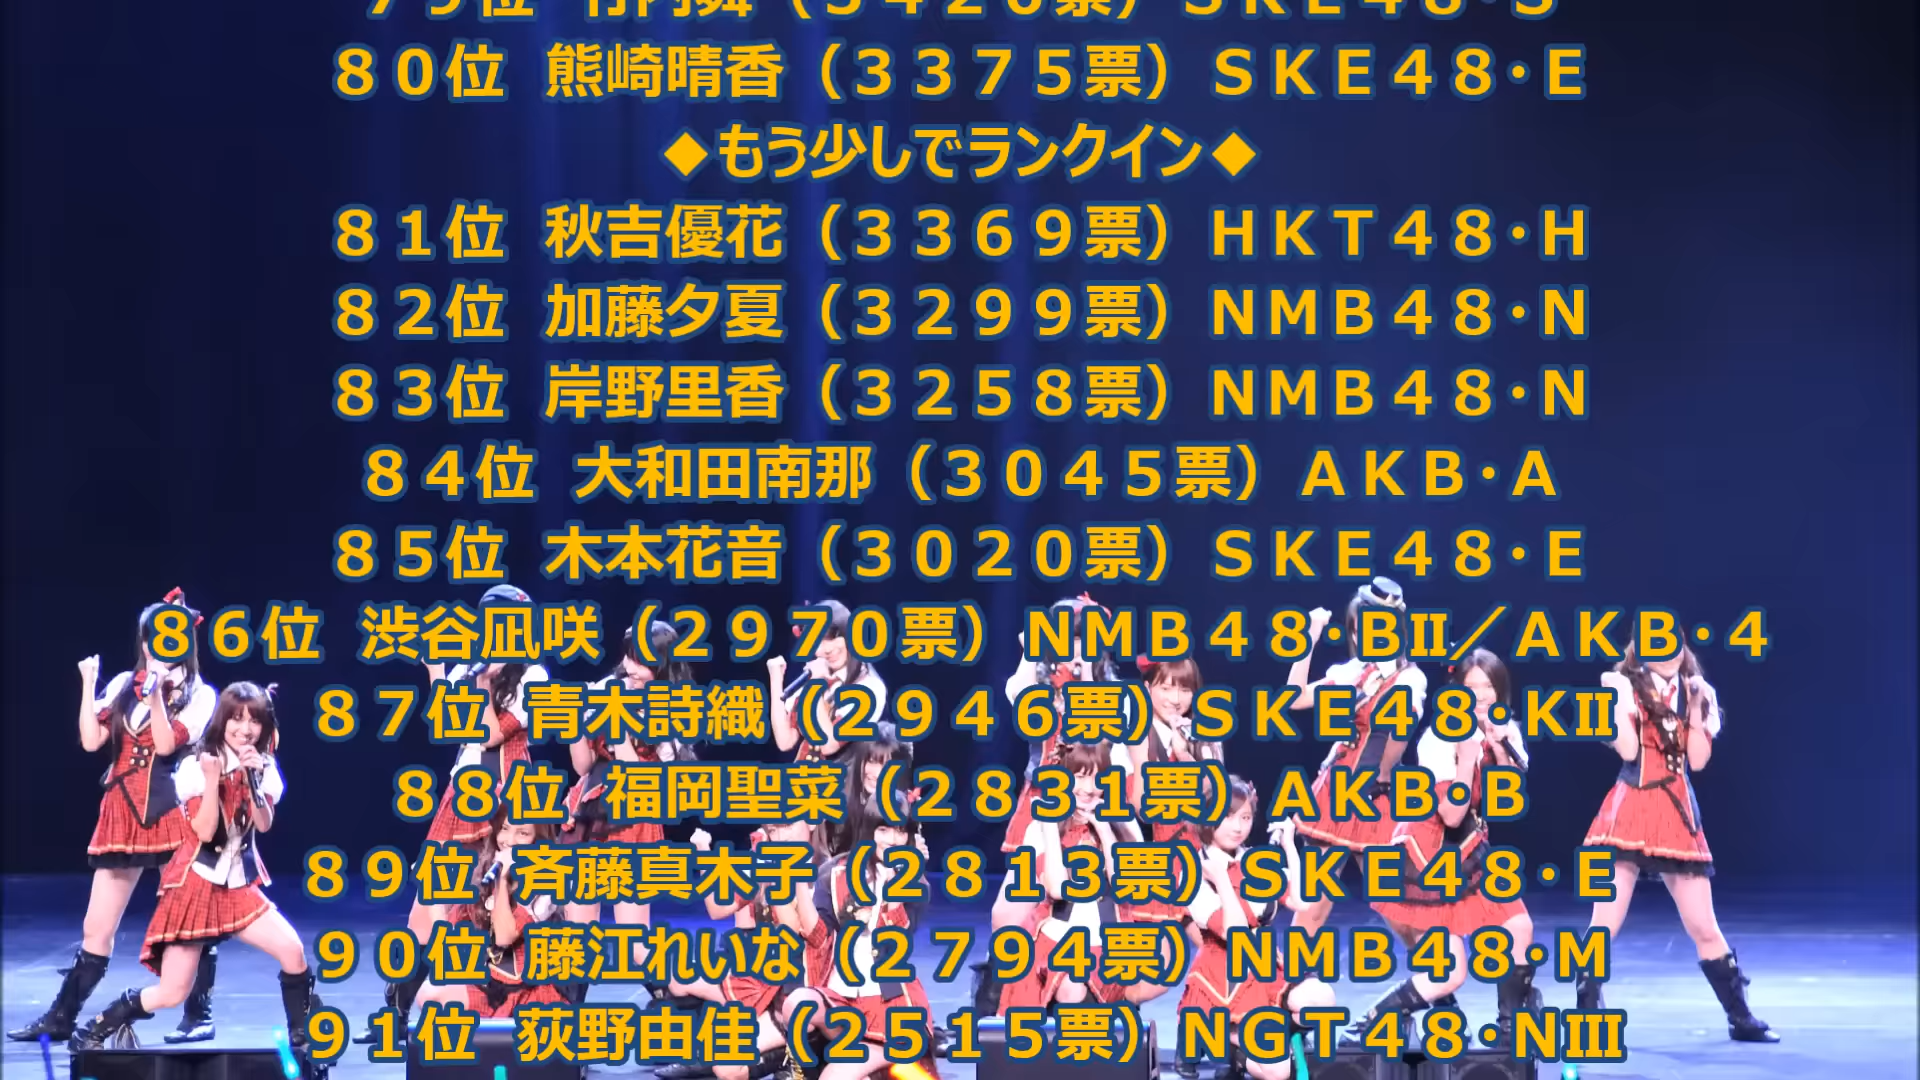 80位 熊崎晴香（3375票）SKE48・E
◆もう少しでランクイン◆
81位 秋吉優花（3369票）HKT48・H
82位 加藤夕夏（3299票）NMB48・N
83位 岸野里香（3258票）NMB48・N
84位 大和田南那（3045票）AKB・A
85位 木本花音（3020票）SKE48・E
86位 渋谷凪咲（2970票）NMB48・BⅡ／AKB・4
87位 青木詩織（2946票）SKE48・KⅡ
88位 福岡聖菜（2831票）AKB・B
89位 斉藤真木子（2813票）SKE48・E
90位 藤江れいな（2794票）NMB48・M
91位 荻野由佳（2515票）NGT48・NⅢ